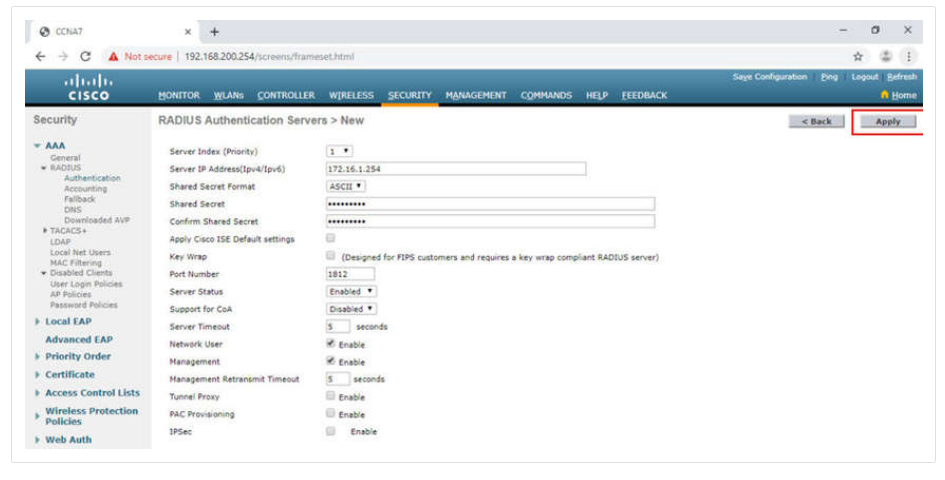 CCNA7
Not secure | 192.168.200.254/screens/frameset.html
Save Configuration Ping Logout Refresh
CISCO
MONITOR WLANs CONTROLLER WIRELESS SECURITY MANAGEMENT COMMANDS HELP FEEDBACK
Home
Security
RADIUS Authentication Servers > New
< Back
Apply
AAA
General
RADIUS
Authentication
Accounting
Fallback
DNS
Downloaded AVP
TACACS+
LDAP
Local Net Users
MAC Filtering
Disabled Clients
User Login Policies
AP Policies
Password Policies
Local EAP
Advanced EAP
Priority Order
Certificate
Access Control Lists
Wireless Protection
Policies
Web Auth
Server Index (Priority) 1
Server IP Address(Ipv4/Ipv6) 172.16.1.254
Shared Secret Format ASCII
Shared Secret •••••••••
Confirm Shared Secret •••••••••
Apply Cisco ISE Default settings
Key Wrap (Designed for FIPS customers and requires a key wrap compliant RADIUS server)
Port Number 1812
Server Status Enabled
Support for CoA Disabled
Server Timeout 5 seconds
Network User Enable
Management Enable
Management Retransmit Timeout 5 seconds
Tunnel Proxy Enable
PAC Provisioning Enable
IPSec Enable